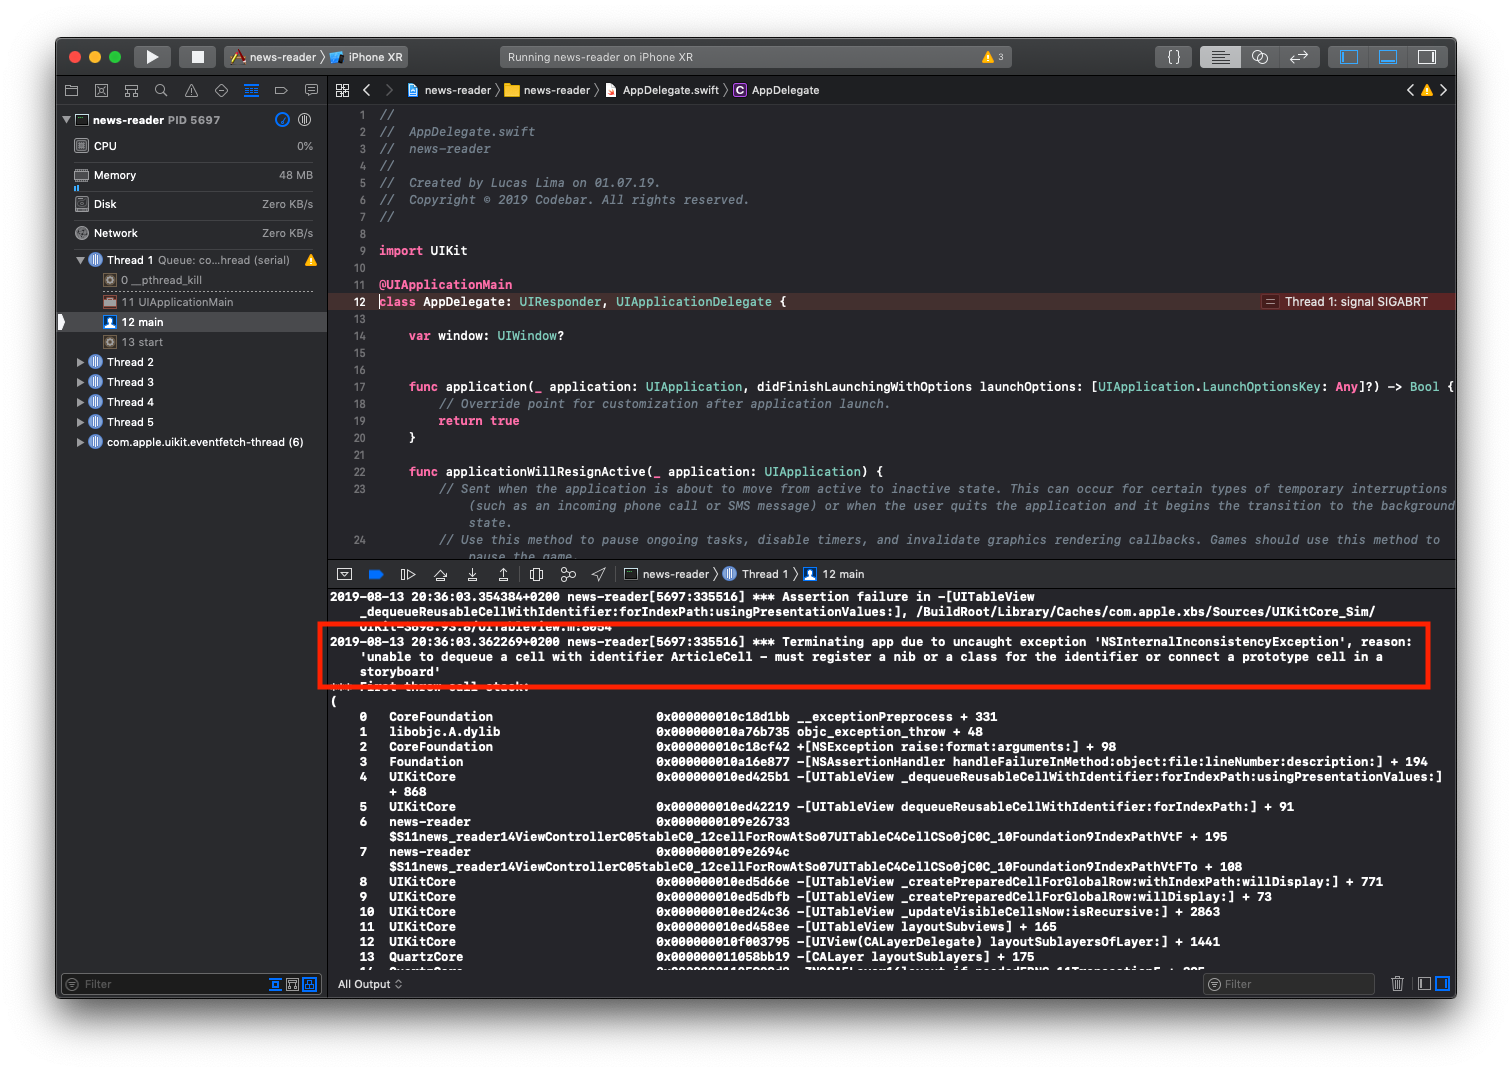 news-reader 〉 iPhone XR
Running news-reader on iPhone XR
3
{ }
news-reader PID 5697
CPU 0%
Memory 48 MB
Disk Zero KB/s
Network Zero KB/s
Thread 1 Queue: co...hread (serial)
0 __pthread_kill
11 UIApplicationMain
12 main
13 start
Thread 2
Thread 3
Thread 4
Thread 5
com.apple.uikit.eventfetch-thread (6)
Filter
news-reader 〉 news-reader 〉 AppDelegate.swift 〉 C AppDelegate
1 //
2 //  AppDelegate.swift
3 //  news-reader
4 //
5 //  Created by Lucas Lima on 01.07.19.
6 //  Copyright © 2019 Codebar. All rights reserved.
7 //
8
9 import UIKit
10
11 @UIApplicationMain
12 class AppDelegate: UIResponder, UIApplicationDelegate { Thread 1: signal SIGABRT
13
14 var window: UIWindow?
15
16
17 func application(_ application: UIApplication, didFinishLaunchingWithOptions launchOptions: [UIApplication.LaunchOptionsKey: Any]?) -> Bool {
18 // Override point for customization after application launch.
19 return true
20 }
21
22 func applicationWillResignActive(_ application: UIApplication) {
23 // Sent when the application is about to move from active to inactive state. This can occur for certain types of temporary interruptions
(such as an incoming phone call or SMS message) or when the user quits the application and it begins the transition to the background
state.
24 // Use this method to pause ongoing tasks, disable timers, and invalidate graphics rendering callbacks. Games should use this method to
pause the game.
news-reader 〉 Thread 1 〉 12 main
2019-08-13 20:36:03.354384+0200 news-reader[5697:335516] *** Assertion failure in -[UITableView
_dequeueReusableCellWithIdentifier:forIndexPath:usingPresentationValues:], /BuildRoot/Library/Caches/com.apple.xbs/Sources/UIKitCore_Sim/
UIKit-3698.93.8/UITableView.m:8054
2019-08-13 20:36:03.362269+0200 news-reader[5697:335516] *** Terminating app due to uncaught exception 'NSInternalInconsistencyException', reason:
'unable to dequeue a cell with identifier ArticleCell - must register a nib or a class for the identifier or connect a prototype cell in a
storyboard'
*** First throw call stack:
(
0 CoreFoundation 0x000000010c18d1bb __exceptionPreprocess + 331
1 libobjc.A.dylib 0x000000010a76b735 objc_exception_throw + 48
2 CoreFoundation 0x000000010c18cf42 +[NSException raise:format:arguments:] + 98
3 Foundation 0x000000010a16e877 -[NSAssertionHandler handleFailureInMethod:object:file:lineNumber:description:] + 194
4 UIKitCore 0x000000010ed425b1 -[UITableView _dequeueReusableCellWithIdentifier:forIndexPath:usingPresentationValues:]
+ 868
5 UIKitCore 0x000000010ed42219 -[UITableView dequeueReusableCellWithIdentifier:forIndexPath:] + 91
6 news-reader 0x0000000109e26733
$S11news_reader14ViewControllerC05tableC0_12cellForRowAtSo07UITableC4CellCSo0jC0C_10Foundation9IndexPathVtF + 195
7 news-reader 0x0000000109e2694c
$S11news_reader14ViewControllerC05tableC0_12cellForRowAtSo07UITableC4CellCSo0jC0C_10Foundation9IndexPathVtFTo + 108
8 UIKitCore 0x000000010ed5d66e -[UITableView _createPreparedCellForGlobalRow:withIndexPath:willDisplay:] + 771
9 UIKitCore 0x000000010ed5dbfb -[UITableView _createPreparedCellForGlobalRow:willDisplay:] + 73
10 UIKitCore 0x000000010ed24c36 -[UITableView _updateVisibleCellsNow:isRecursive:] + 2863
11 UIKitCore 0x000000010ed458ee -[UITableView layoutSubviews] + 165
12 UIKitCore 0x000000010f003795 -[UIView(CALayerDelegate) layoutSublayersOfLayer:] + 1441
13 QuartzCore 0x000000011058bb19 -[CALayer layoutSublayers] + 175
14 QuartzCore
All Output
Filter